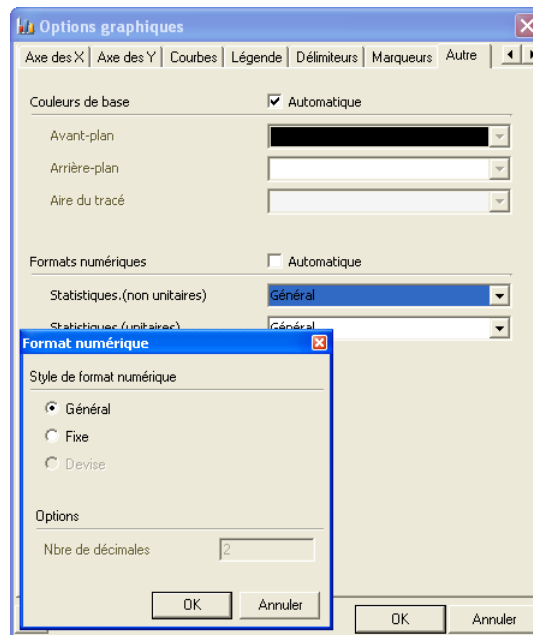 Options graphiques
Axe des X Axe des Y Courbes Légende Délimiteurs Marqueurs Autre
Couleurs de base Automatique
Avant-plan
Arrière-plan
Aire du tracé
Formats numériques Automatique
Statistiques.(non unitaires) Général
Statistiques.(unitaires) Général
Format numérique
Style de format numérique
Général
Fixe
Devise
Options
Nbre de décimales 2
OK Annuler
OK Annuler